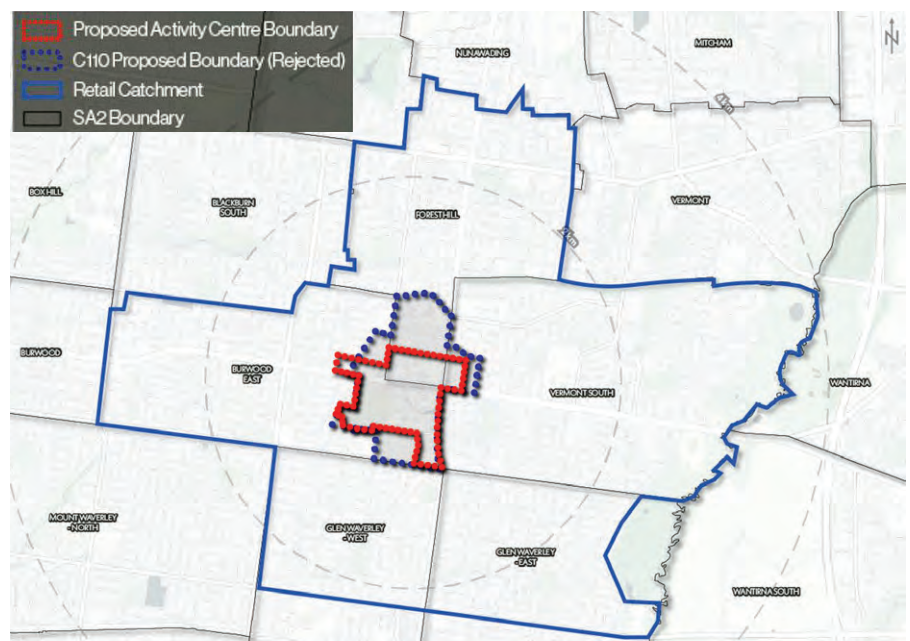 Proposed Activity Centre Boundary
C110 Proposed Boundary (Rejected)
Retail Catchment
SA2 Boundary
N
NUNAWADING
MITCHAM
4km
BOX HILL
BLACKBURN
SOUTH
FOREST HILL
VERMONT
2km
BURWOOD
BURWOOD
EAST
VERMONT SOUTH
WANTIRNA
MOUNT WAVERLEY
- NORTH
GLEN WAVERLEY
- WEST
GLEN WAVERLEY
- EAST
WANTIRNA SOUTH